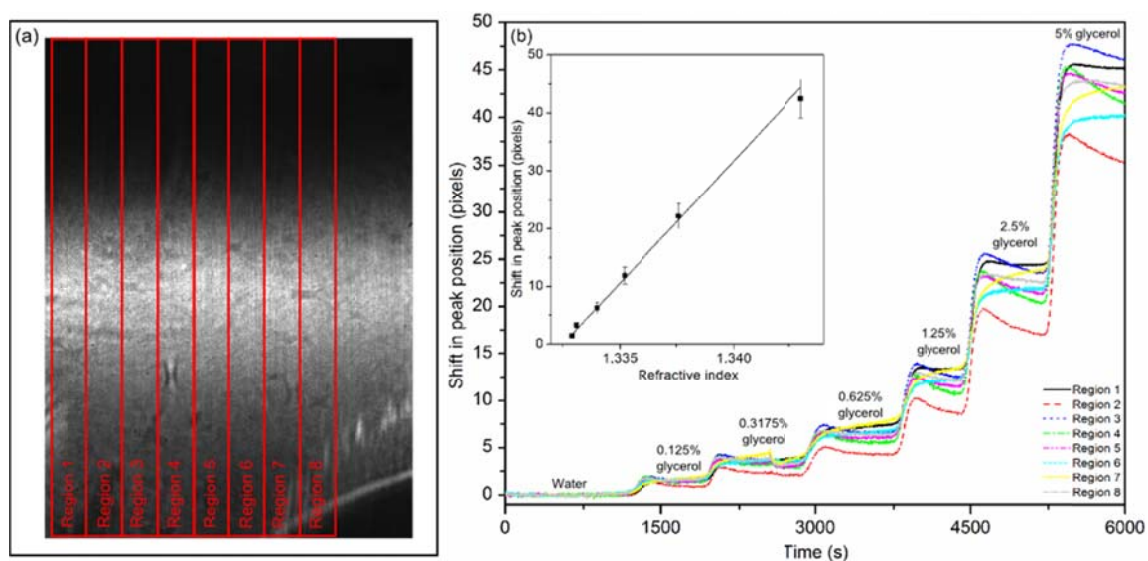 (a)
Region 1
Region 2
Region 3
Region 4
Region 5
Region 6
Region 7
Region 8
(b)
Shift in peak position (pixels)
50
45
40
35
30
25
20
15
10
5
0
0
1500
3000
4500
6000
Time (s)
Water
0.125%
glycerol
0.3175%
glycerol
0.625%
glycerol
1.25%
glycerol
2.5%
glycerol
5% glycerol
Shift in peak position (pixels)
50
40
30
20
10
0
1.335
1.340
Refractive index
Region 1
Region 2
Region 3
Region 4
Region 5
Region 6
Region 7
Region 8